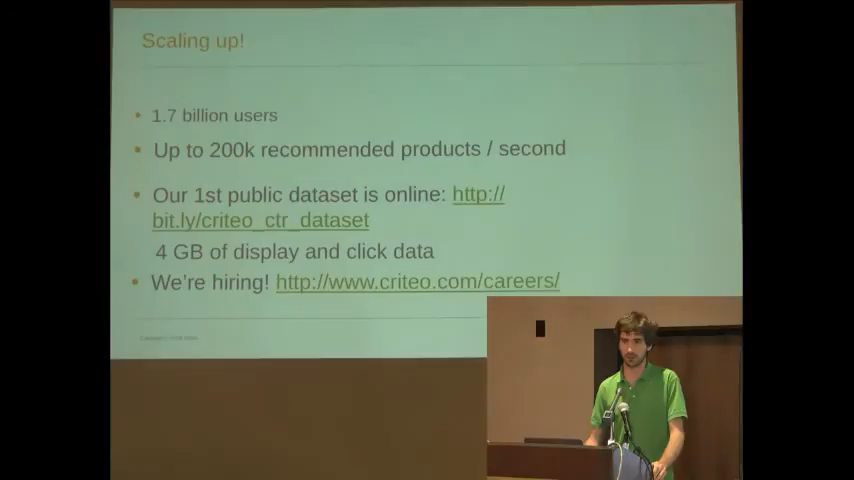 Scaling up!
• 1.7 billion users
• Up to 200k recommended products / second
• Our 1st public dataset is online: http://
bit.ly/criteo_ctr_dataset
4 GB of display and click data
• We're hiring! http://www.criteo.com/careers/